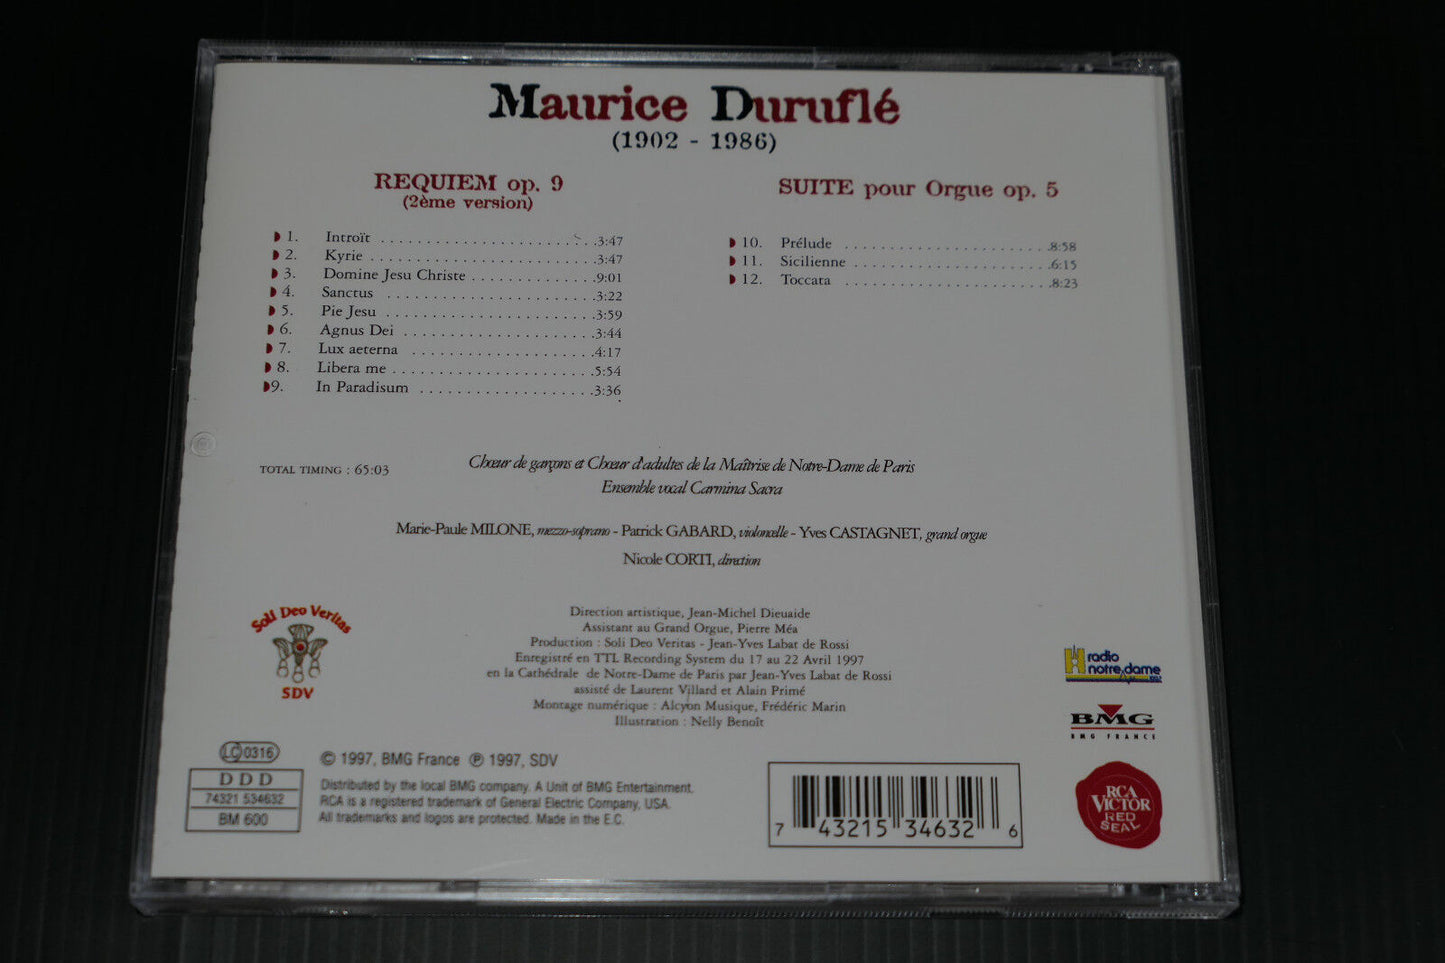 Maurice Duruflé
(1902 - 1986)
REQUIEM op. 9
(2ème version)
1. Introït 3:47
2. Kyrie 3:47
3. Domine Jesu Christe 9:01
4. Sanctus 3:22
5. Pie Jesu 3:59
6. Agnus Dei 3:44
7. Lux aeterna 4:17
8. Libera me 5:54
9. In Paradisum 3:36
SUITE pour Orgue op. 5
10. Prélude 8:58
11. Sicilienne 6:15
12. Toccata 8:23
TOTAL TIMING : 65:03
Chœur de garçons et Chœur d'adultes de la Maîtrise de Notre-Dame de Paris
Ensemble vocal Carmina Sacra
Marie-Paule MILONE, mezzo-soprano - Patrick GABARD, violoncelle - Yves CASTAGNET, grand orgue
Nicole CORTI, direction
Soli Deo Veritas
SDV
Direction artistique, Jean-Michel Dieuaide
Assistant au Grand Orgue, Pierre Méa
Production : Soli Deo Veritas - Jean-Yves Labat de Rossi
Enregistré en TTL Recording System du 17 au 22 Avril 1997
en la Cathédrale de Notre-Dame de Paris par Jean-Yves Labat de Rossi
assisté de Laurent Villard et Alain Primé
Montage numérique : Alcyon Musique, Frédéric Marin
Illustration : Nelly Benoît
radio
notre dame
BMG
BMG FRANCE
LC 0316
DDD
74321 534632
BM 600
© 1997, BMG France ℗ 1997, SDV
Distributed by the local BMG company. A Unit of BMG Entertainment.
RCA is a registered trademark of General Electric Company, USA.
All trademarks and logos are protected. Made in the E.C.
7 43215 34632 6
RCA
VICTOR
RED
SEAL